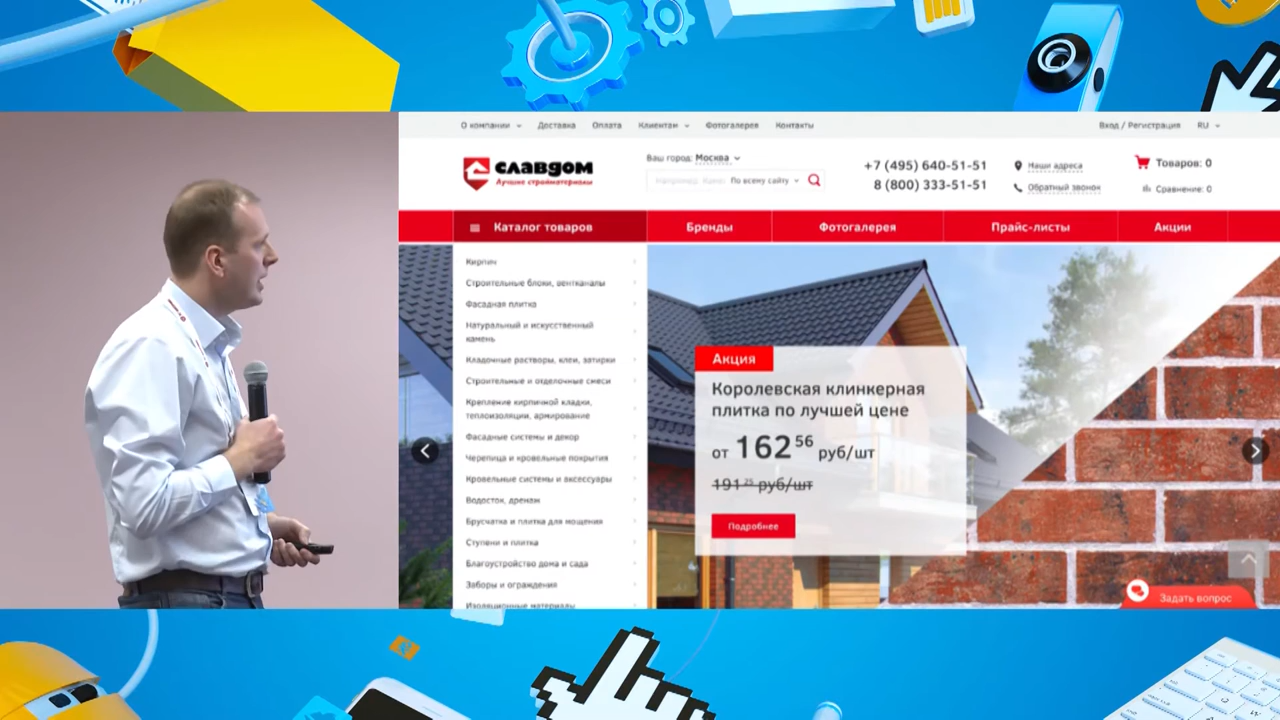 О компании Доставка Оплата Клиентам Фотогалерея Контакты Вход / Регистрация RU
СЛАВДОМ
Лучшие стройматериалы
Ваш город: Москва
По всему сайту
+7 (495) 640-51-51
8 (800) 333-51-51
Наши адреса
Обратный звонок
Товаров: 0
Сравнение: 0
Каталог товаров Бренды Фотогалерея Прайс-листы Акции
Кирпич
Строительные блоки, вентканалы
Фасадная плитка
Натуральный и искусственный
камень
Кладочные растворы, клеи, затирки
Строительные и отделочные смеси
Крепление кирпичной кладки,
теплоизоляции, армирование
Фасадные системы и декор
Черепица и кровельные покрытия
Кровельные системы и аксессуары
Водосток, дренаж
Брусчатка и плитка для мощения
Ступени и плитка
Благоустройство дома и сада
Заборы и ограждения
Изоляционные материалы
Акция
Королевская клинкерная
плитка по лучшей цене
от 162 56 руб/шт
191 25 руб/шт
Подробнее
Задать вопрос